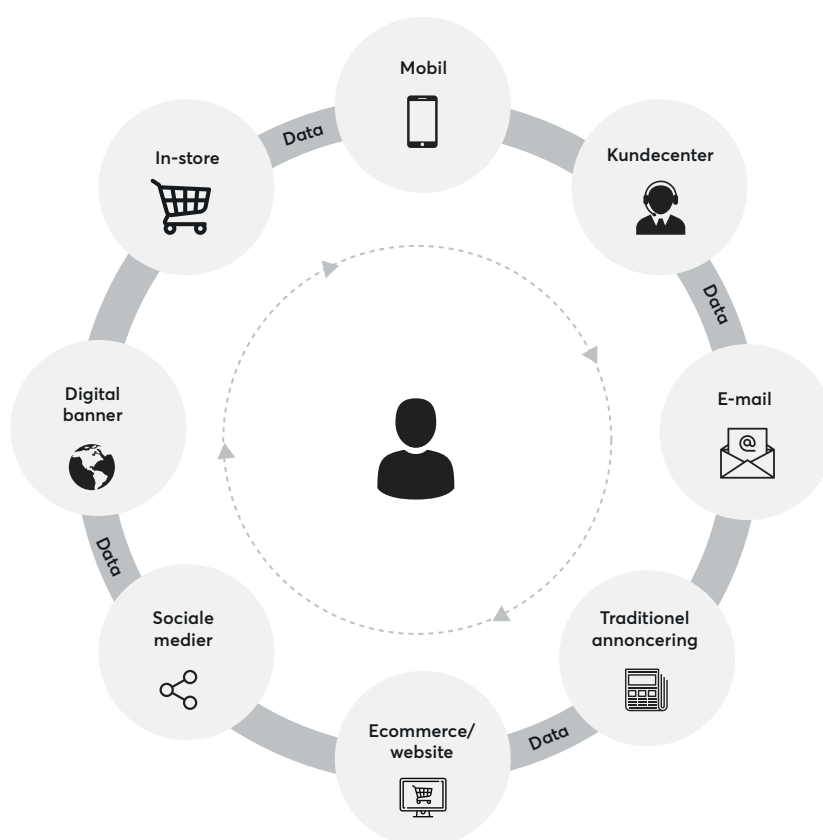 Mobil
Data
In-store
Kundecenter
Data
Digital
banner
E-mail
@
Data
Sociale
medier
Traditionel
annoncering
Ecommerce/
website
Data